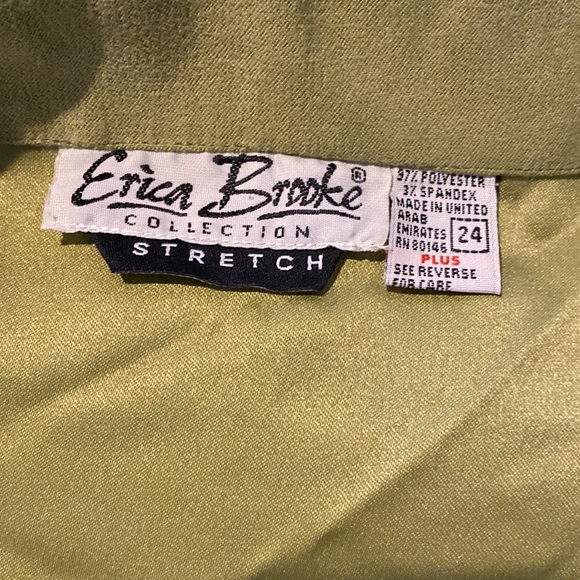 Erica Brooke ®
COLLECTION
STRETCH
97% POLYESTER
3% SPANDEX
MADE IN UNITED
ARAB
EMIRATES
RN 80146
24
PLUS
SEE REVERSE
FOR CARE